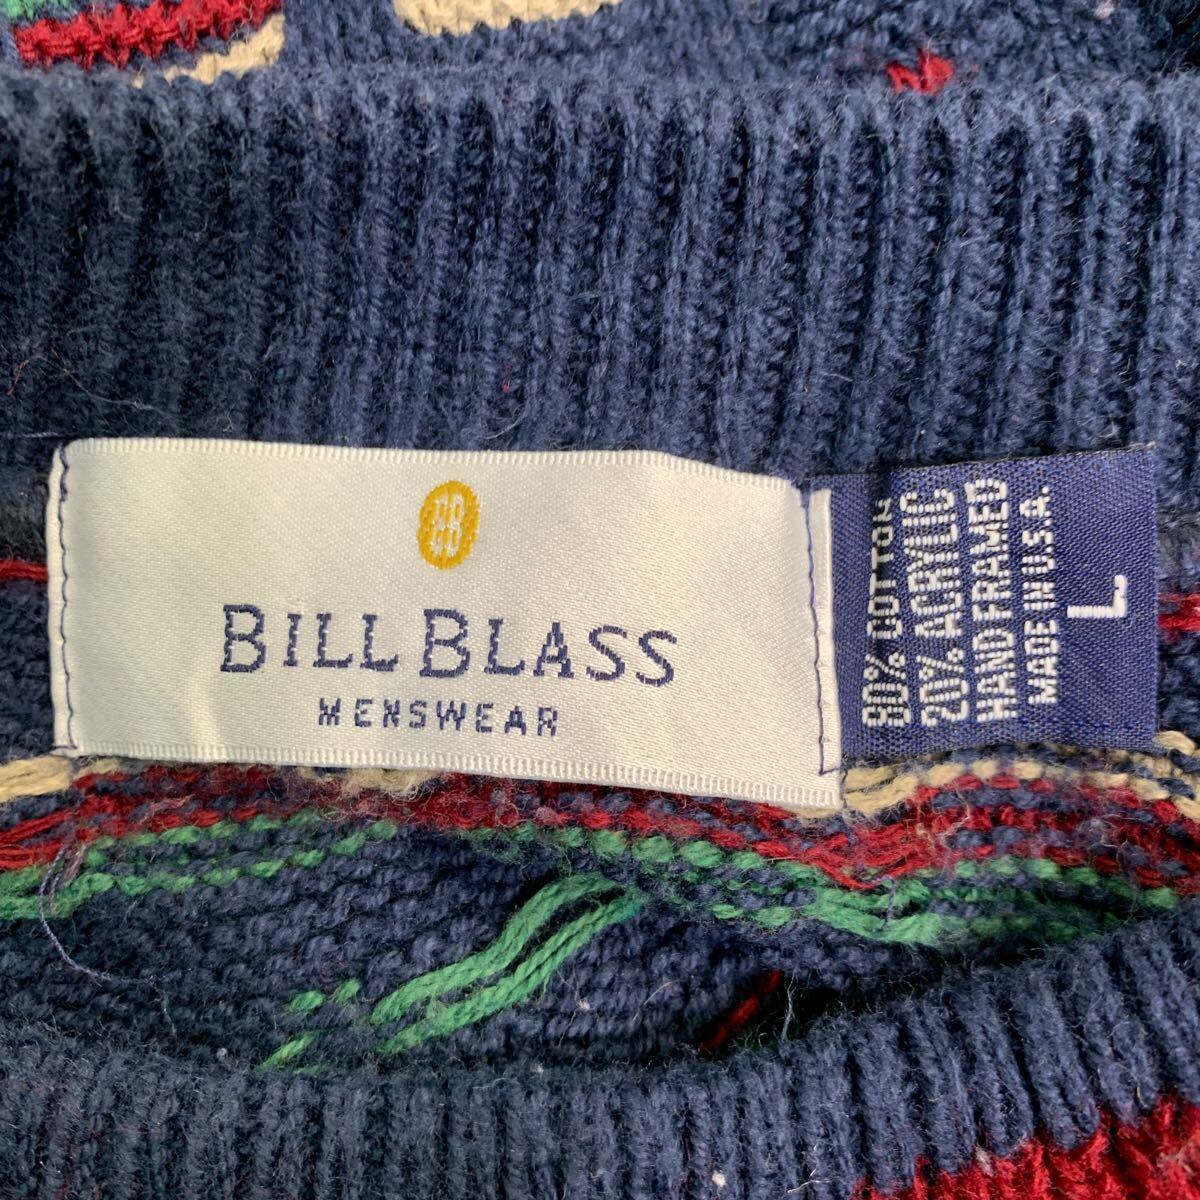 BILL BLASS
MENSWEAR
80% COTTON
20% ACRYLIC
HAND FRAMED
MADE IN U.S.A.
L